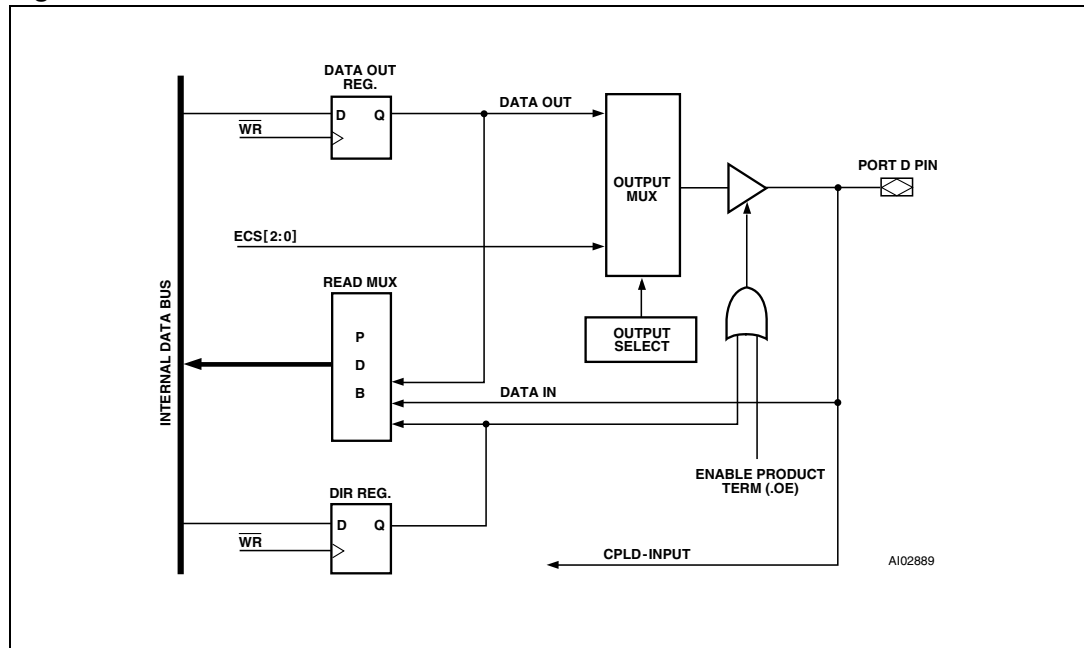 DATA OUT
REG.
D Q
WR
DATA OUT
OUTPUT
MUX
PORT D PIN
ECS[2:0]
READ MUX
P
D
B
OUTPUT
SELECT
INTERNAL DATA BUS
DATA IN
ENABLE PRODUCT
TERM (.OE)
DIR REG.
D Q
WR
CPLD-INPUT
AI02889